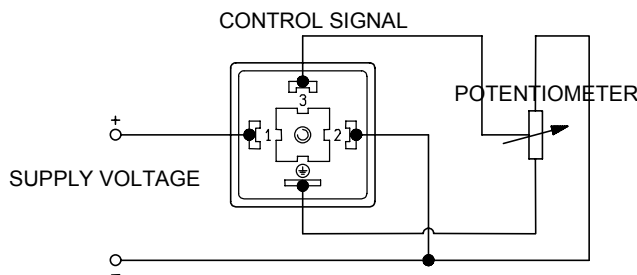 CONTROL SIGNAL
3
POTENTIOMETER
+
1
2
SUPPLY VOLTAGE
-